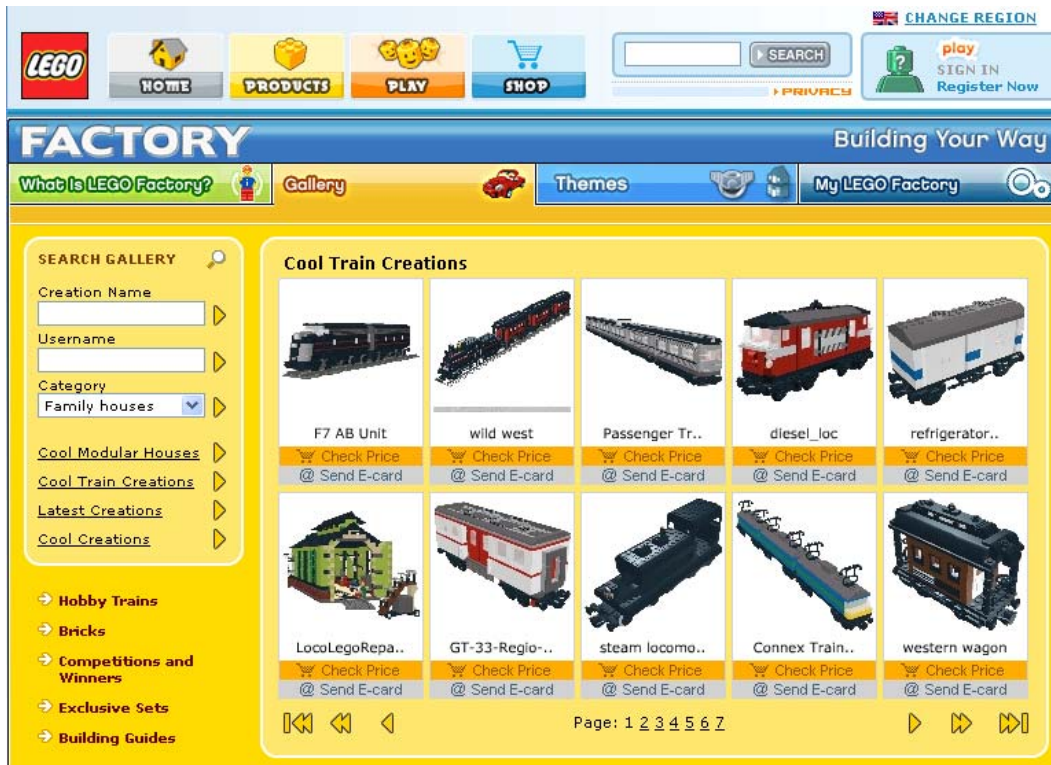 CHANGE REGION
LEGO
HOME
PRODUCTS
PLAY
SHOP
SEARCH
PRIVACY
?
play
SIGN IN
Register Now
FACTORY
Building Your Way
What Is LEGO Factory?
Gallery
Themes
My LEGO Factory
SEARCH GALLERY
Creation Name
Username
Category
Family houses
Cool Modular Houses
Cool Train Creations
Latest Creations
Cool Creations
Hobby Trains
Bricks
Competitions and
Winners
Exclusive Sets
Building Guides
Cool Train Creations
F7 AB Unit
wild west
Passenger Tr..
diesel_loc
refrigerator..
Check Price
Check Price
Check Price
Check Price
Check Price
@ Send E-card
@ Send E-card
@ Send E-card
@ Send E-card
@ Send E-card
LocoLegoRepa..
GT-33-Regio-..
steam locomo..
Connex Train..
western wagon
Check Price
Check Price
Check Price
Check Price
Check Price
@ Send E-card
@ Send E-card
@ Send E-card
@ Send E-card
@ Send E-card
Page: 1 2 3 4 5 6 7